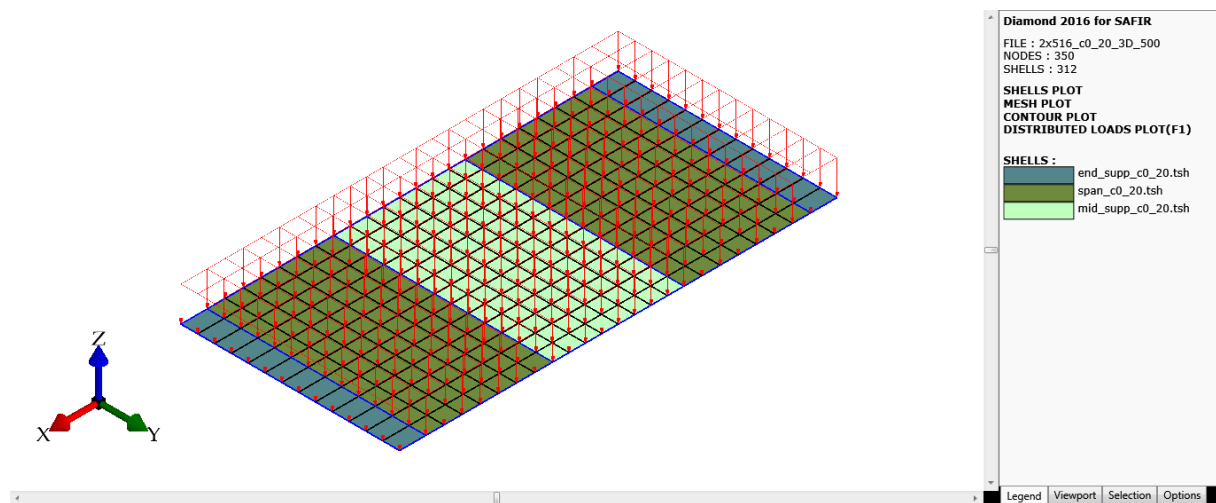 Diamond 2016 for SAFIR
FILE : 2x516_c0_20_3D_500
NODES : 350
SHELLS : 312
SHELLS PLOT
MESH PLOT
CONTOUR PLOT
DISTRIBUTED LOADS PLOT(F1)
SHELLS :
end_supp_c0_20.tsh
span_c0_20.tsh
mid_supp_c0_20.tsh
Z
X
Y
Legend Viewport Selection Options